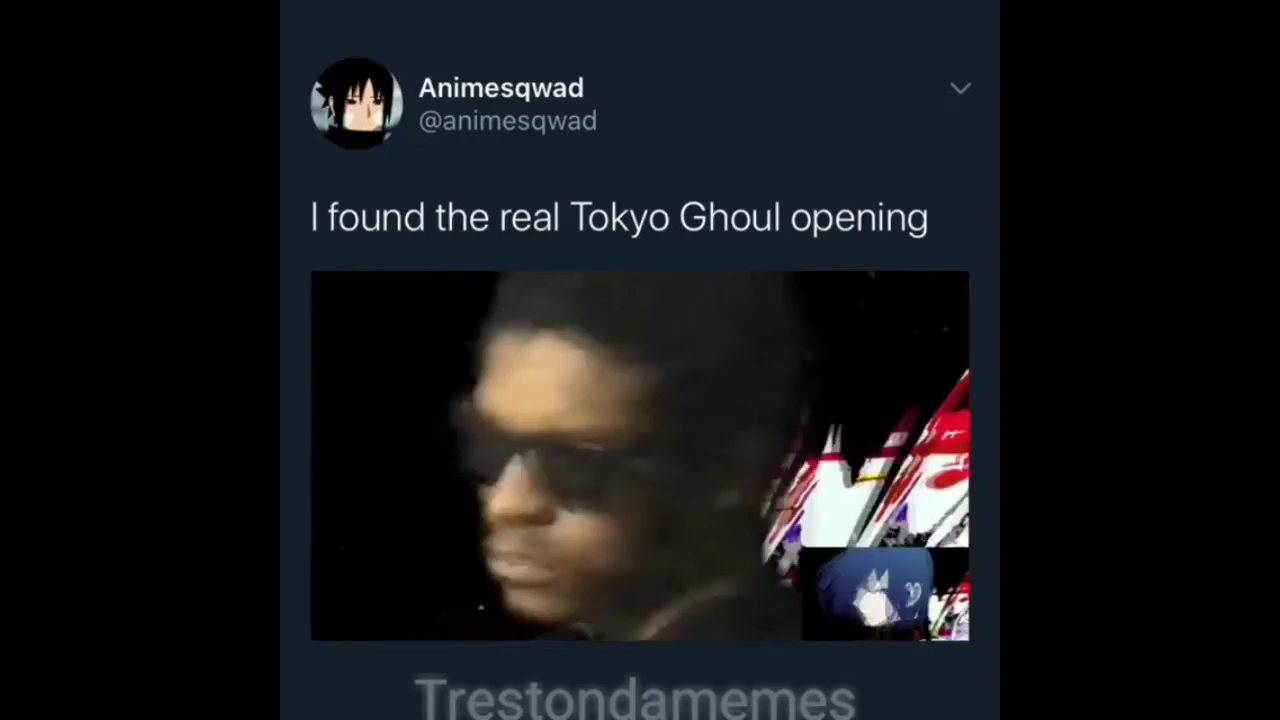 Animesqwad
@animesqwad
I found the real Tokyo Ghoul opening
Trestondamemes